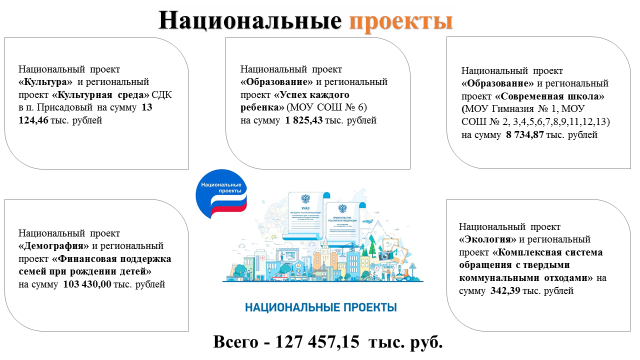 Национальные проекты
Национальный проект
«Культура» и региональный
проект «Культурная среда» СДК
в п. Присадовый на сумму 13
124,46 тыс. рублей
Национальный проект
«Образование» и региональный
проект «Успех каждого
ребенка» (МОУ СОШ № 6)
на сумму 1 825,43 тыс. рублей
Национальный проект
«Образование» и региональный
проект «Современная школа»
(МОУ Гимназия № 1, МОУ
СОШ № 2, 3,4,5,6,7,8,9,11,12,13)
на сумму 8 734,87 тыс. рублей
Национальные
проекты
Национальный проект
«Демография» и региональный
проект «Финансовая поддержка
семей при рождении детей»
на сумму 103 430,00 тыс. рублей
Национальный проект
«Экология» и региональный
проект «Комплексная система
обращения с твердыми
коммунальными отходами» на
сумму 342,39 тыс. рублей
НАЦИОНАЛЬНЫЕ ПРОЕКТЫ
Всего - 127 457,15 тыс. руб.